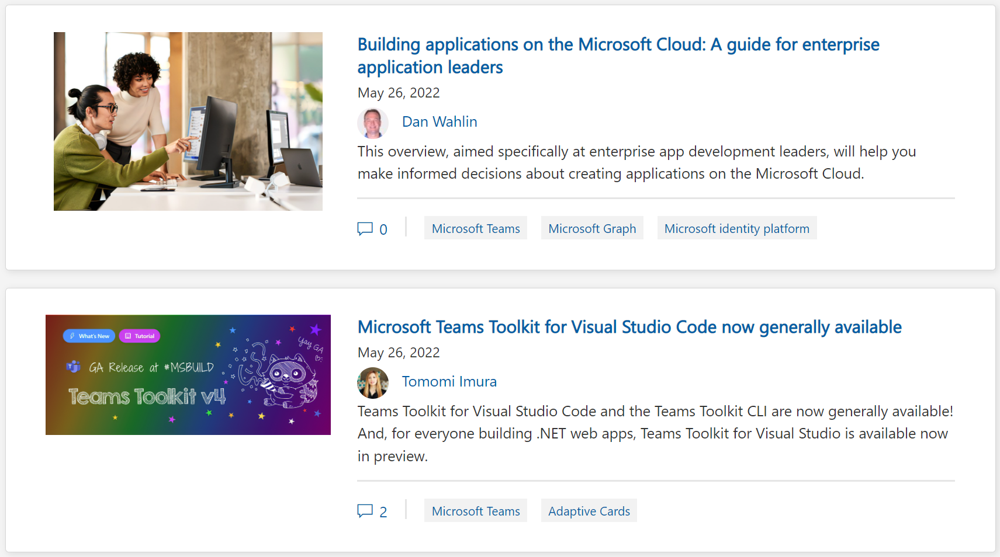 Building applications on the Microsoft Cloud: A guide for enterprise
application leaders
May 26, 2022
Dan Wahlin
This overview, aimed specifically at enterprise app development leaders, will help you
make informed decisions about creating applications on the Microsoft Cloud.
0
Microsoft Teams
Microsoft Graph
Microsoft identity platform
What's New
Tutorial
Yay GA
GA Release at #MSBUILD
Teams Toolkit v4
Microsoft Teams Toolkit for Visual Studio Code now generally available
May 26, 2022
Tomomi Imura
Teams Toolkit for Visual Studio Code and the Teams Toolkit CLI are now generally available!
And, for everyone building .NET web apps, Teams Toolkit for Visual Studio is available now
in preview.
2
Microsoft Teams
Adaptive Cards